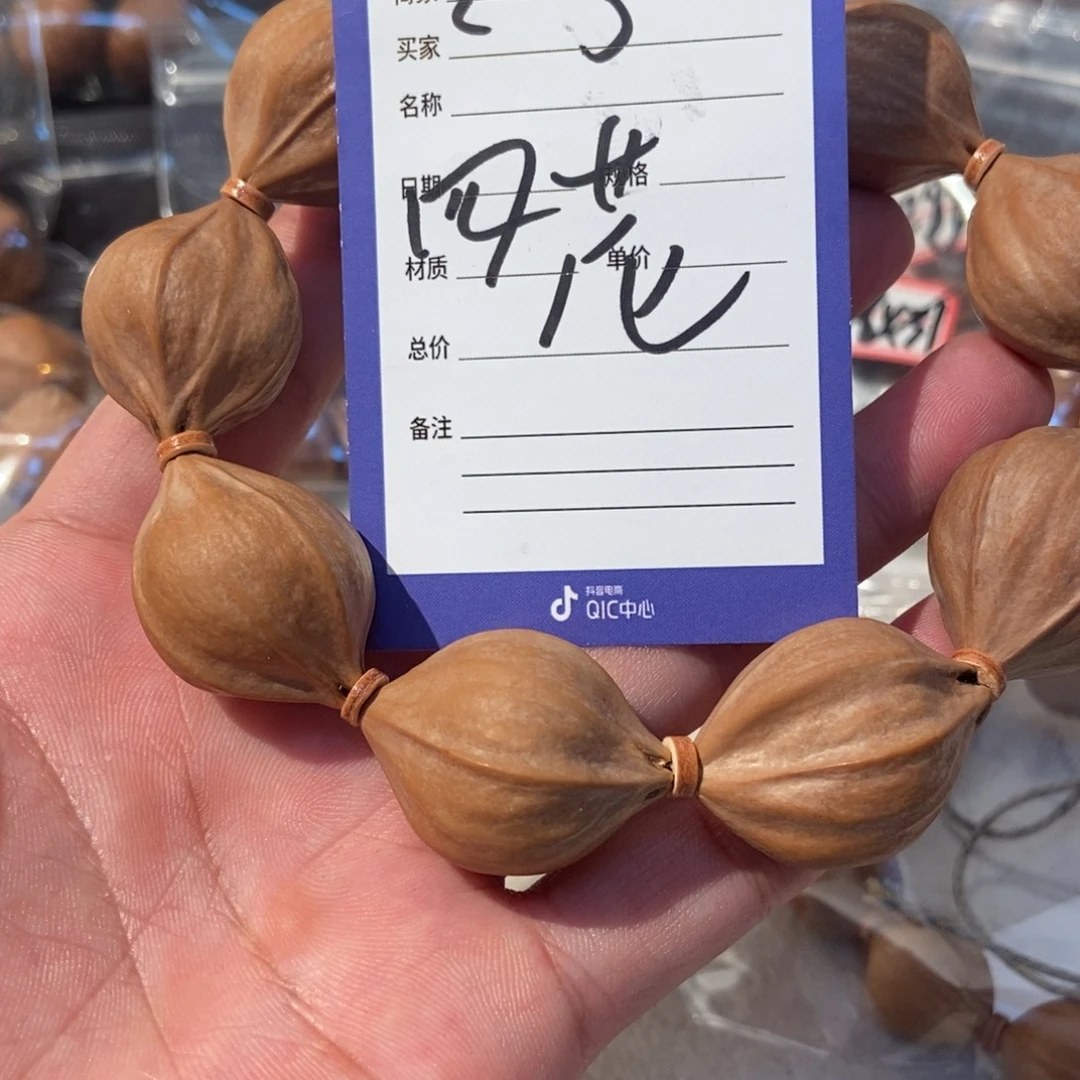 买家
名称
日期 规格
四花
材质 单价
总价
备注
抖音电商
QIC中心